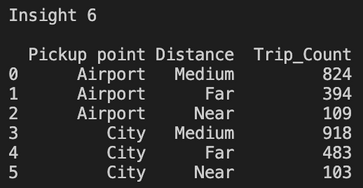 Insight 6
Pickup point Distance Trip_Count
0 Airport Medium 824
1 Airport Far 394
2 Airport Near 109
3 City Medium 918
4 City Far 483
5 City Near 103